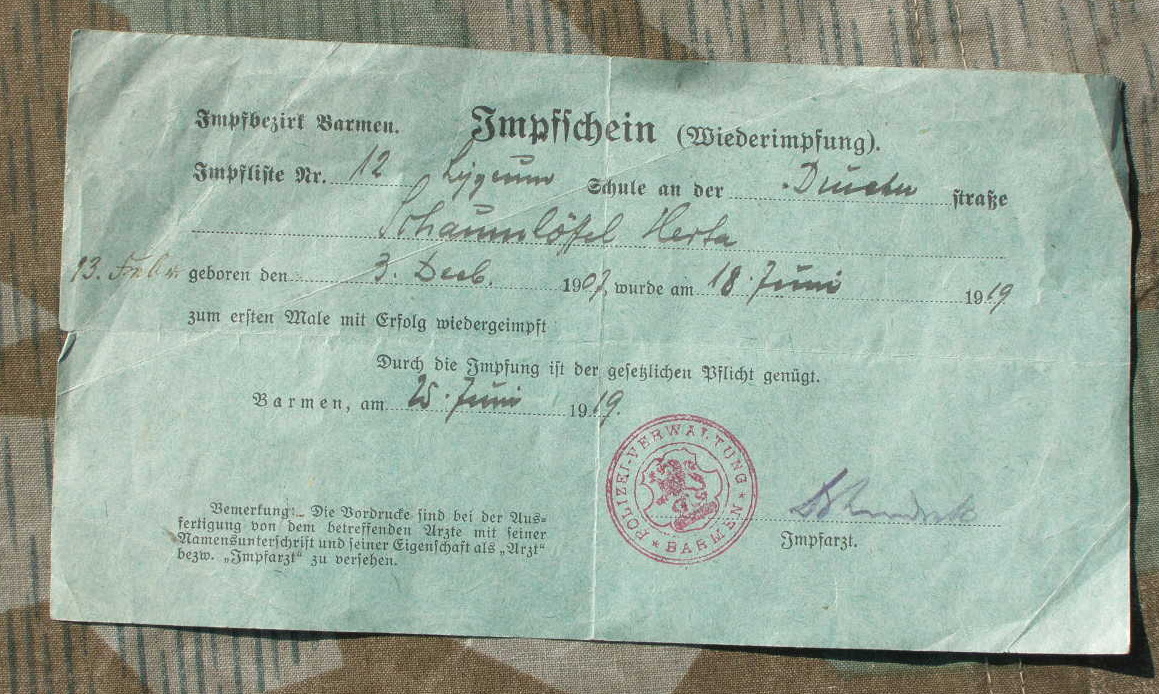 Impfbezirk Barmen. Impfschein (Wiederimpfung).
Impfliste Nr. 12 Lyzeum Schule an der straße
Schaumlöffel Herta
13. geboren den 3. Dezb. 1907, wurde am 18. Juni 1919
zum ersten Male mit Erfolg wiedergeimpft
Durch die Impfung ist der gesetzlichen Pflicht genügt.
Barmen, am 25. Juni 1919.
POLIZEI-VERWALTUNG
* BARMEN *
Impfarzt.
Bemerkung: Die Vordrucke sind bei der Aus-
fertigung von dem betreffenden Arzte mit seiner
Namensunterschrift und seiner Eigenschaft als „Arzt"
bezw. „Impfarzt" zu versehen.